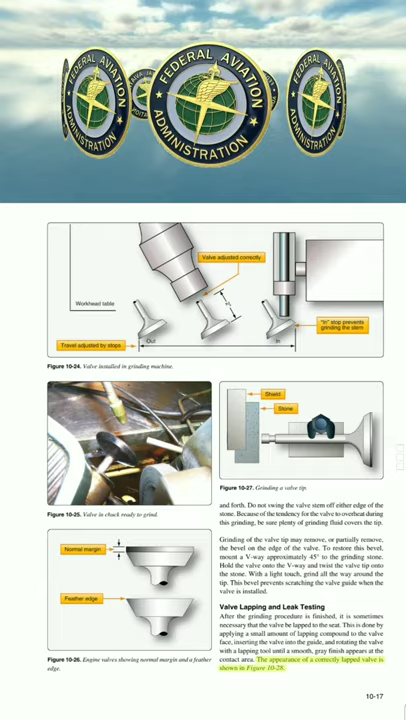 FEDERAL AVIATION
ADMINISTRATION
FEDERAL AVIATION
ADMINISTRATION
FEDERAL AVIATION
ADMINISTRATION
Valve adjusted correctly
2"
Workhead table
"In" stop prevents
grinding the stem
Travel adjusted by stops
Out
In
Figure 10-24. Valve installed in grinding machine.
Shield
Stone
Figure 10-27. Grinding a valve tip.
Figure 10-25. Valve in chuck ready to grind.
Normal margin
Feather edge
Figure 10-26. Engine valves showing normal margin and a feather
edge.
and forth. Do not swing the valve stem off either edge of the
stone. Because of the tendency for the valve to overheat during
this grinding, be sure plenty of grinding fluid covers the tip.
Grinding of the valve tip may remove, or partially remove,
the bevel on the edge of the valve. To restore this bevel,
mount a V-way approximately 45° to the grinding stone.
Hold the valve onto the V-way and twist the valve tip onto
the stone. With a light touch, grind all the way around the
tip. This bevel prevents scratching the valve guide when the
valve is installed.
Valve Lapping and Leak Testing
After the grinding procedure is finished, it is sometimes
necessary that the valve be lapped to the seat. This is done by
applying a small amount of lapping compound to the valve
face, inserting the valve into the guide, and rotating the valve
with a lapping tool until a smooth, gray finish appears at the
contact area. The appearance of a correctly lapped valve is
shown in Figure 10-28.
10-17